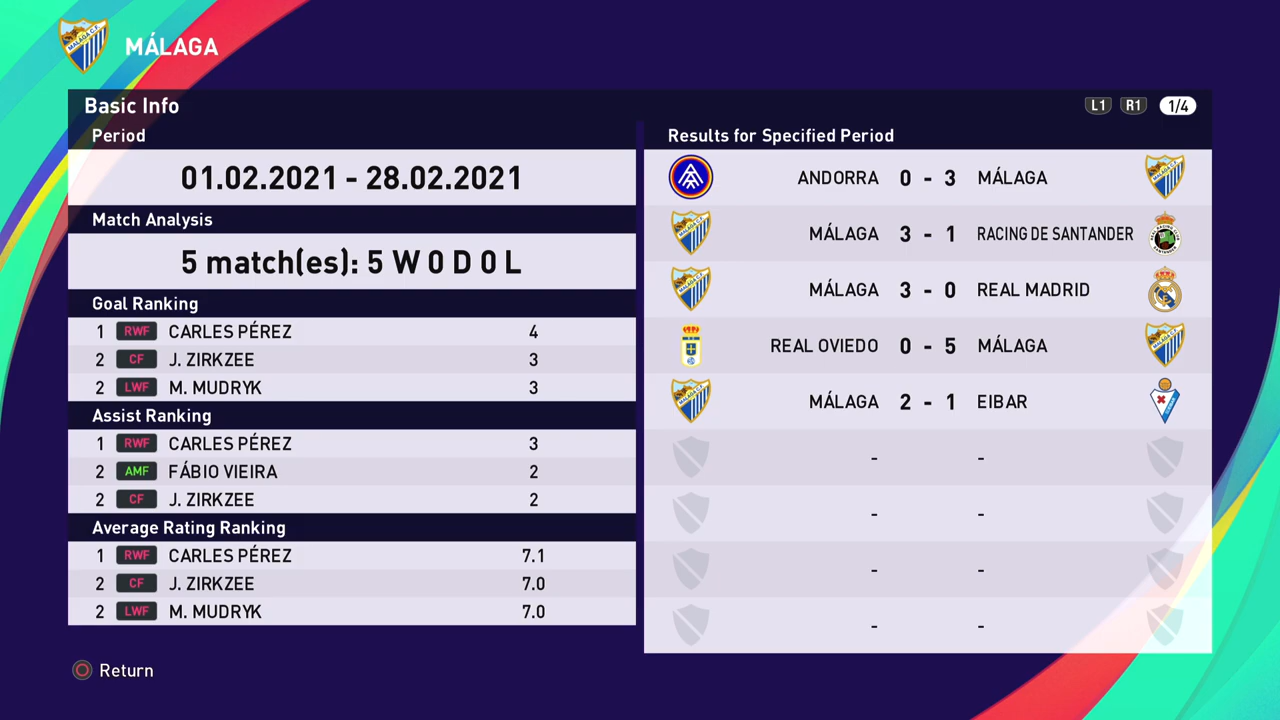 MÁLAGA
Basic Info
L1 R1 1/4
Period
01.02.2021 - 28.02.2021
Match Analysis
5 match(es): 5 W 0 D 0 L
Goal Ranking
1 RWF CARLES PÉREZ 4
2 CF J. ZIRKZEE 3
2 LWF M. MUDRYK 3
Assist Ranking
1 RWF CARLES PÉREZ 3
2 AMF FÁBIO VIEIRA 2
2 CF J. ZIRKZEE 2
Average Rating Ranking
1 RWF CARLES PÉREZ 7.1
2 CF J. ZIRKZEE 7.0
2 LWF M. MUDRYK 7.0
Results for Specified Period
ANDORRA 0 - 3 MÁLAGA
MÁLAGA 3 - 1 RACING DE SANTANDER
MÁLAGA 3 - 0 REAL MADRID
REAL OVIEDO 0 - 5 MÁLAGA
MÁLAGA 2 - 1 EIBAR
- -
- -
- -
- -
Return